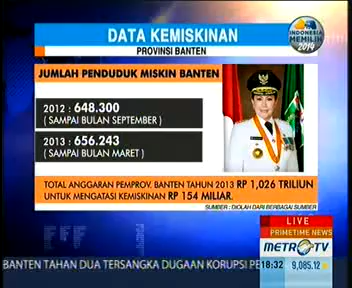 DATA KEMISKINAN
PROVINSI BANTEN
INDONESIA
MEMILIH
2014
JUMLAH PENDUDUK MISKIN BANTEN
2012 : 648.300
( SAMPAI BULAN SEPTEMBER )
2013 : 656.243
( SAMPAI BULAN MARET )
TOTAL ANGGARAN PEMPROV. BANTEN TAHUN 2013 RP 1,026 TRILIUN
UNTUK MENGATASI KEMISKINAN RP 154 MILIAR.
SUMBER : DIOLAH DARI BERBAGAI SUMBER
LIVE
PRIMETIME NEWS
METRO TV
BANTEN TAHAN DUA TERSANGKA DUGAAN KORUPSI PE
18:32 9,085.12